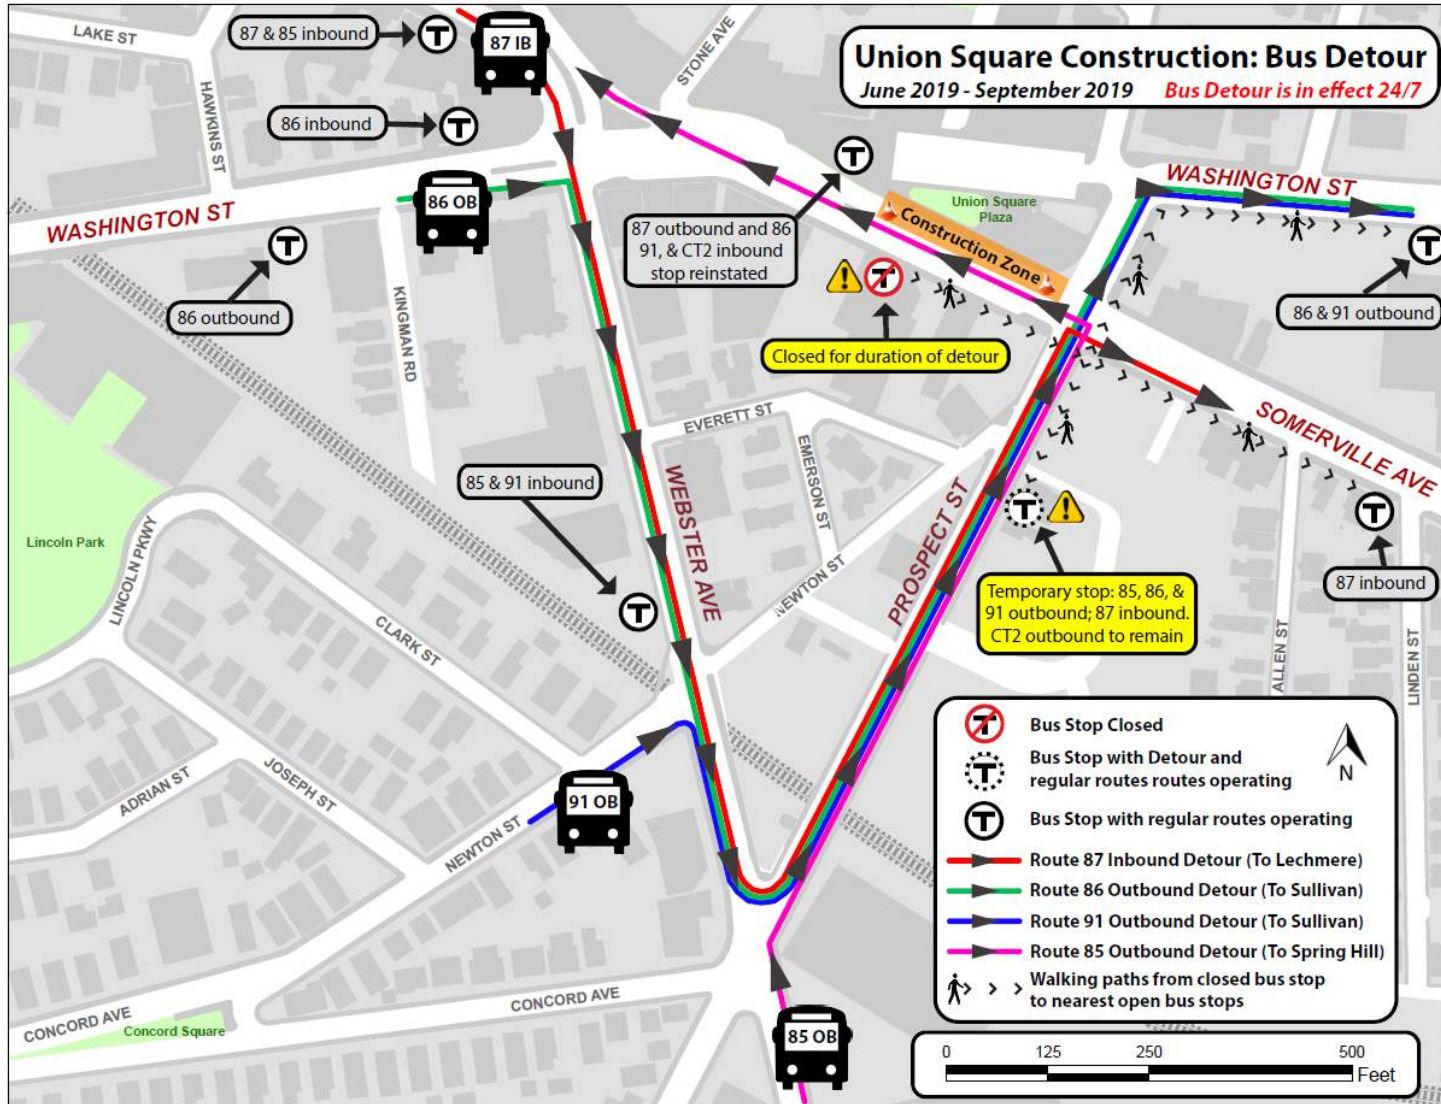 Union Square Construction: Bus Detour
June 2019 - September 2019 Bus Detour is in effect 24/7
LAKE ST
HAWKINS ST
87 & 85 inbound
T
87 IB
STONE AVE
86 inbound
T
86 OB
WASHINGTON ST
T
86 outbound
KINGMAN RD
T
87 outbound and 86
91, & CT2 inbound
stop reinstated
Union Square
Plaza
Construction Zone
WASHINGTON ST
T
86 & 91 outbound
T
Closed for duration of detour
SOMERVILLE AVE
EVERETT ST
EMERSON ST
85 & 91 inbound
T
WEBSTER AVE
NEWTON ST
PROSPECT ST
T
Temporary stop: 85, 86, &
91 outbound; 87 inbound.
CT2 outbound to remain
T
87 inbound
ALLEN ST
LINDEN ST
Lincoln Park
LINCOLN PKWY
CLARK ST
JOSEPH ST
ADRIAN ST
NEWTON ST
91 OB
CONCORD AVE
CONCORD AVE
Concord Square
85 OB
T
Bus Stop Closed
T
Bus Stop with Detour and
regular routes routes operating
T
Bus Stop with regular routes operating
N
Route 87 Inbound Detour (To Lechmere)
Route 86 Outbound Detour (To Sullivan)
Route 91 Outbound Detour (To Sullivan)
Route 85 Outbound Detour (To Spring Hill)
Walking paths from closed bus stop
to nearest open bus stops
0 125 250 500
Feet